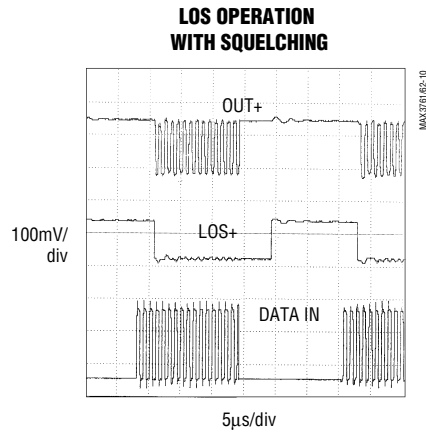 LOS OPERATION
WITH SQUELCHING
MAX3761/62-10
OUT+
100mV/
div
LOS+
DATA IN
5µs/div